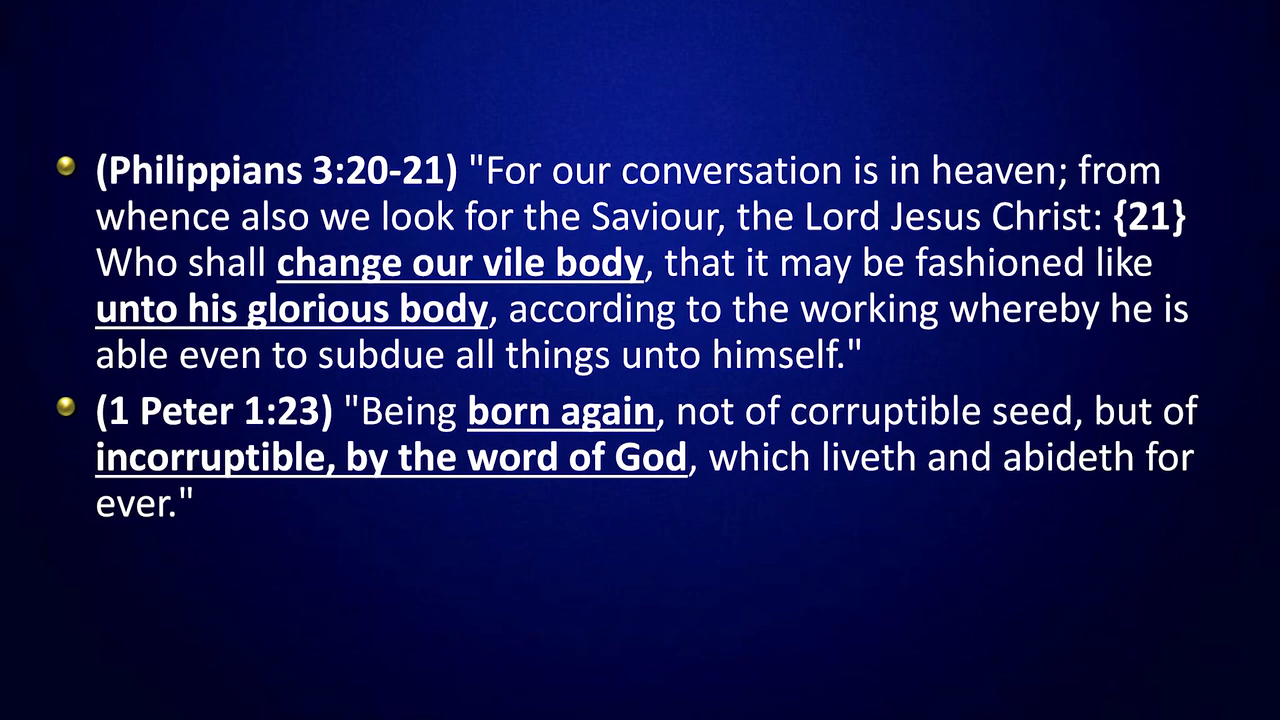 (Philippians 3:20-21) "For our conversation is in heaven; from
whence also we look for the Saviour, the Lord Jesus Christ: {21}
Who shall change our vile body, that it may be fashioned like
unto his glorious body, according to the working whereby he is
able even to subdue all things unto himself."
(1 Peter 1:23) "Being born again, not of corruptible seed, but of
incorruptible, by the word of God, which liveth and abideth for
ever."